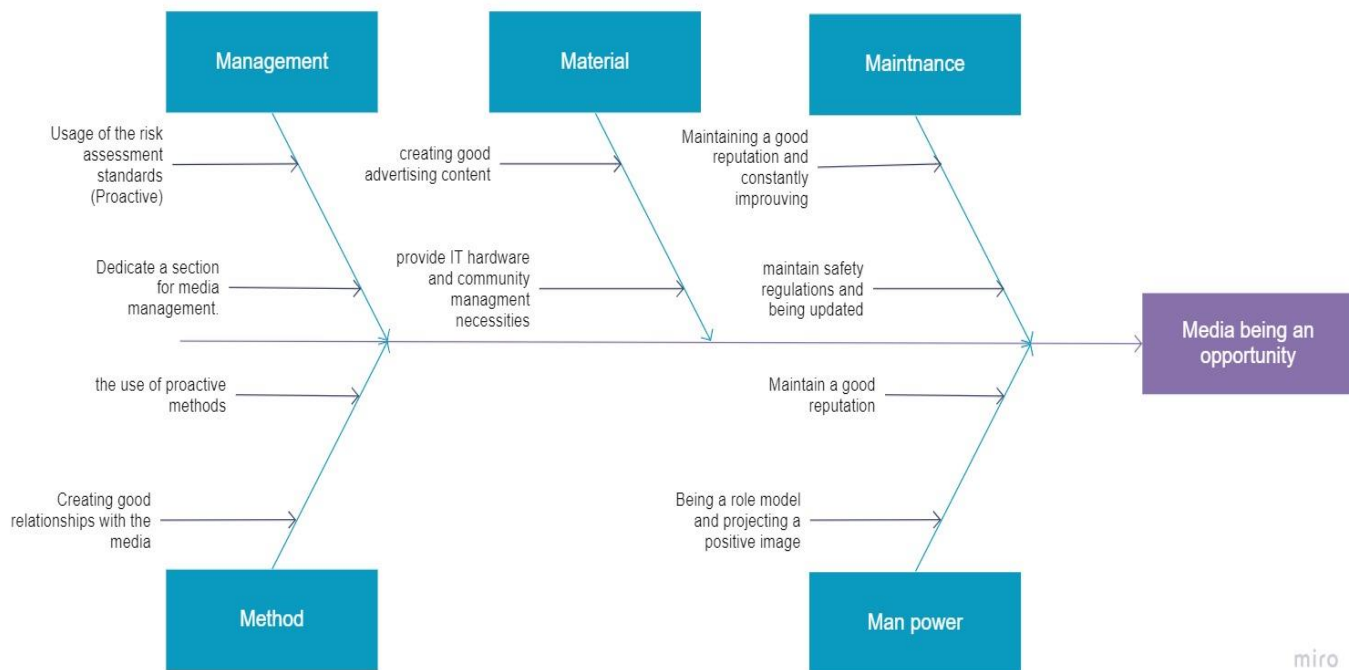 Management
Material
Maintnance
Usage of the risk
assessment
standards
(Proactive)
creating good
advertising content
Maintaining a good
reputation and
constantly
improuving
Dedicate a section
for media
management.
provide IT hardware
and community
managment
necessities
maintain safety
regulations and
being updated
Media being an
opportunity
the use of proactive
methods
Maintain a good
reputation
Creating good
relationships with the
media
Being a role model
and projecting a
positive image
Method
Man power
miro